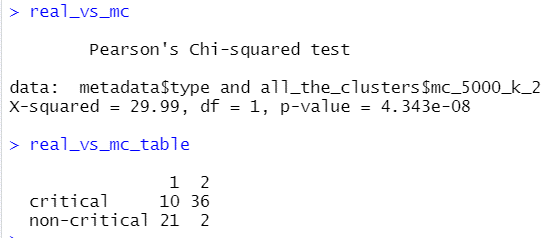 > real_vs_mc
Pearson's Chi-squared test
data:  metadata$type and all_the_clusters$mc_5000_k_2
X-squared = 29.99, df = 1, p-value = 4.343e-08
> real_vs_mc_table
1  2
critical     10 36
non-critical 21  2